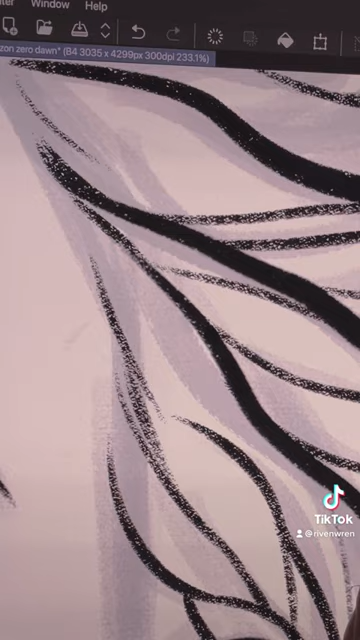 Window Help
zon zero dawn* (B4 3035 x 4299px 300dpi 233.1%)
TikTok
@rivenwren